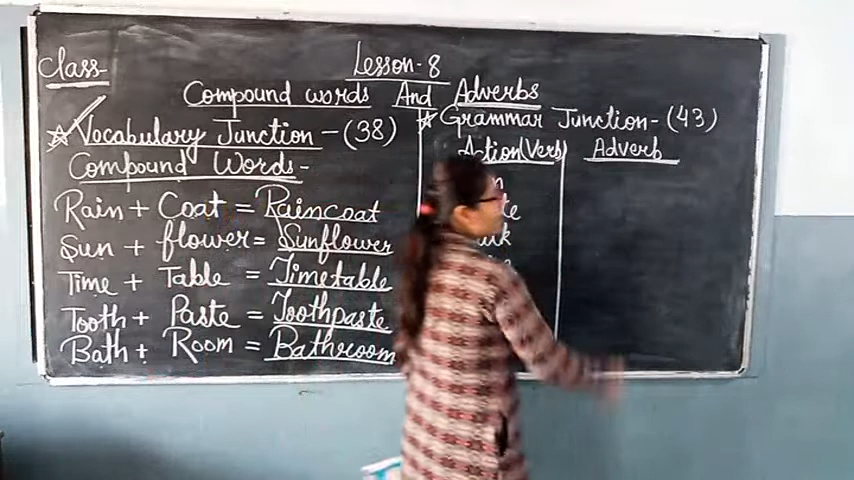 Class-
Lesson-8
Compound words And Adverbs
Vocabulary Junction-(38)
Compound Words-
Rain + Coat = Raincoat
Sun + flower = Sunflower
Time + Table = Timetable
Tooth + Paste = Toothpaste
Bath + Room = Bathroom
Grammar Junction-(43)
Action(Verb) Adverb